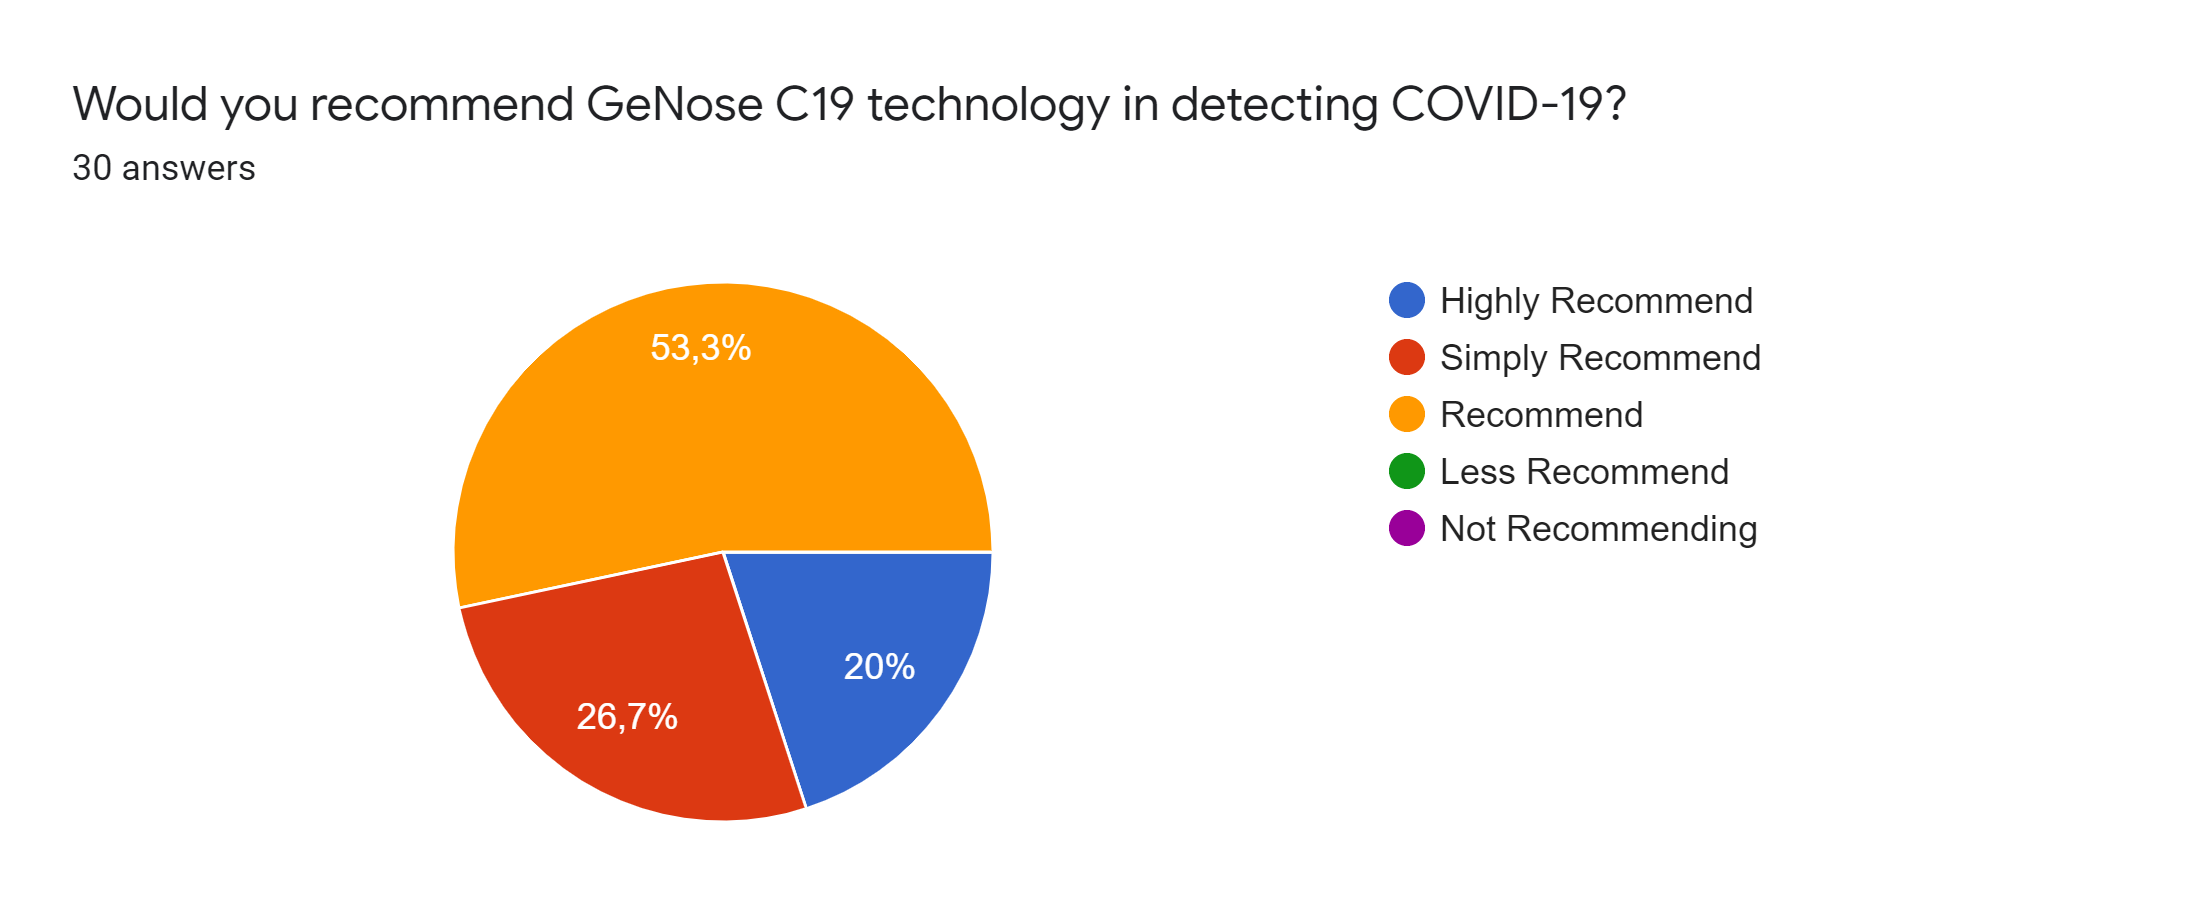 Would you recommend GeNose C19 technology in detecting COVID-19?
30 answers
53,3%
26,7%
20%
Highly Recommend
Simply Recommend
Recommend
Less Recommend
Not Recommending